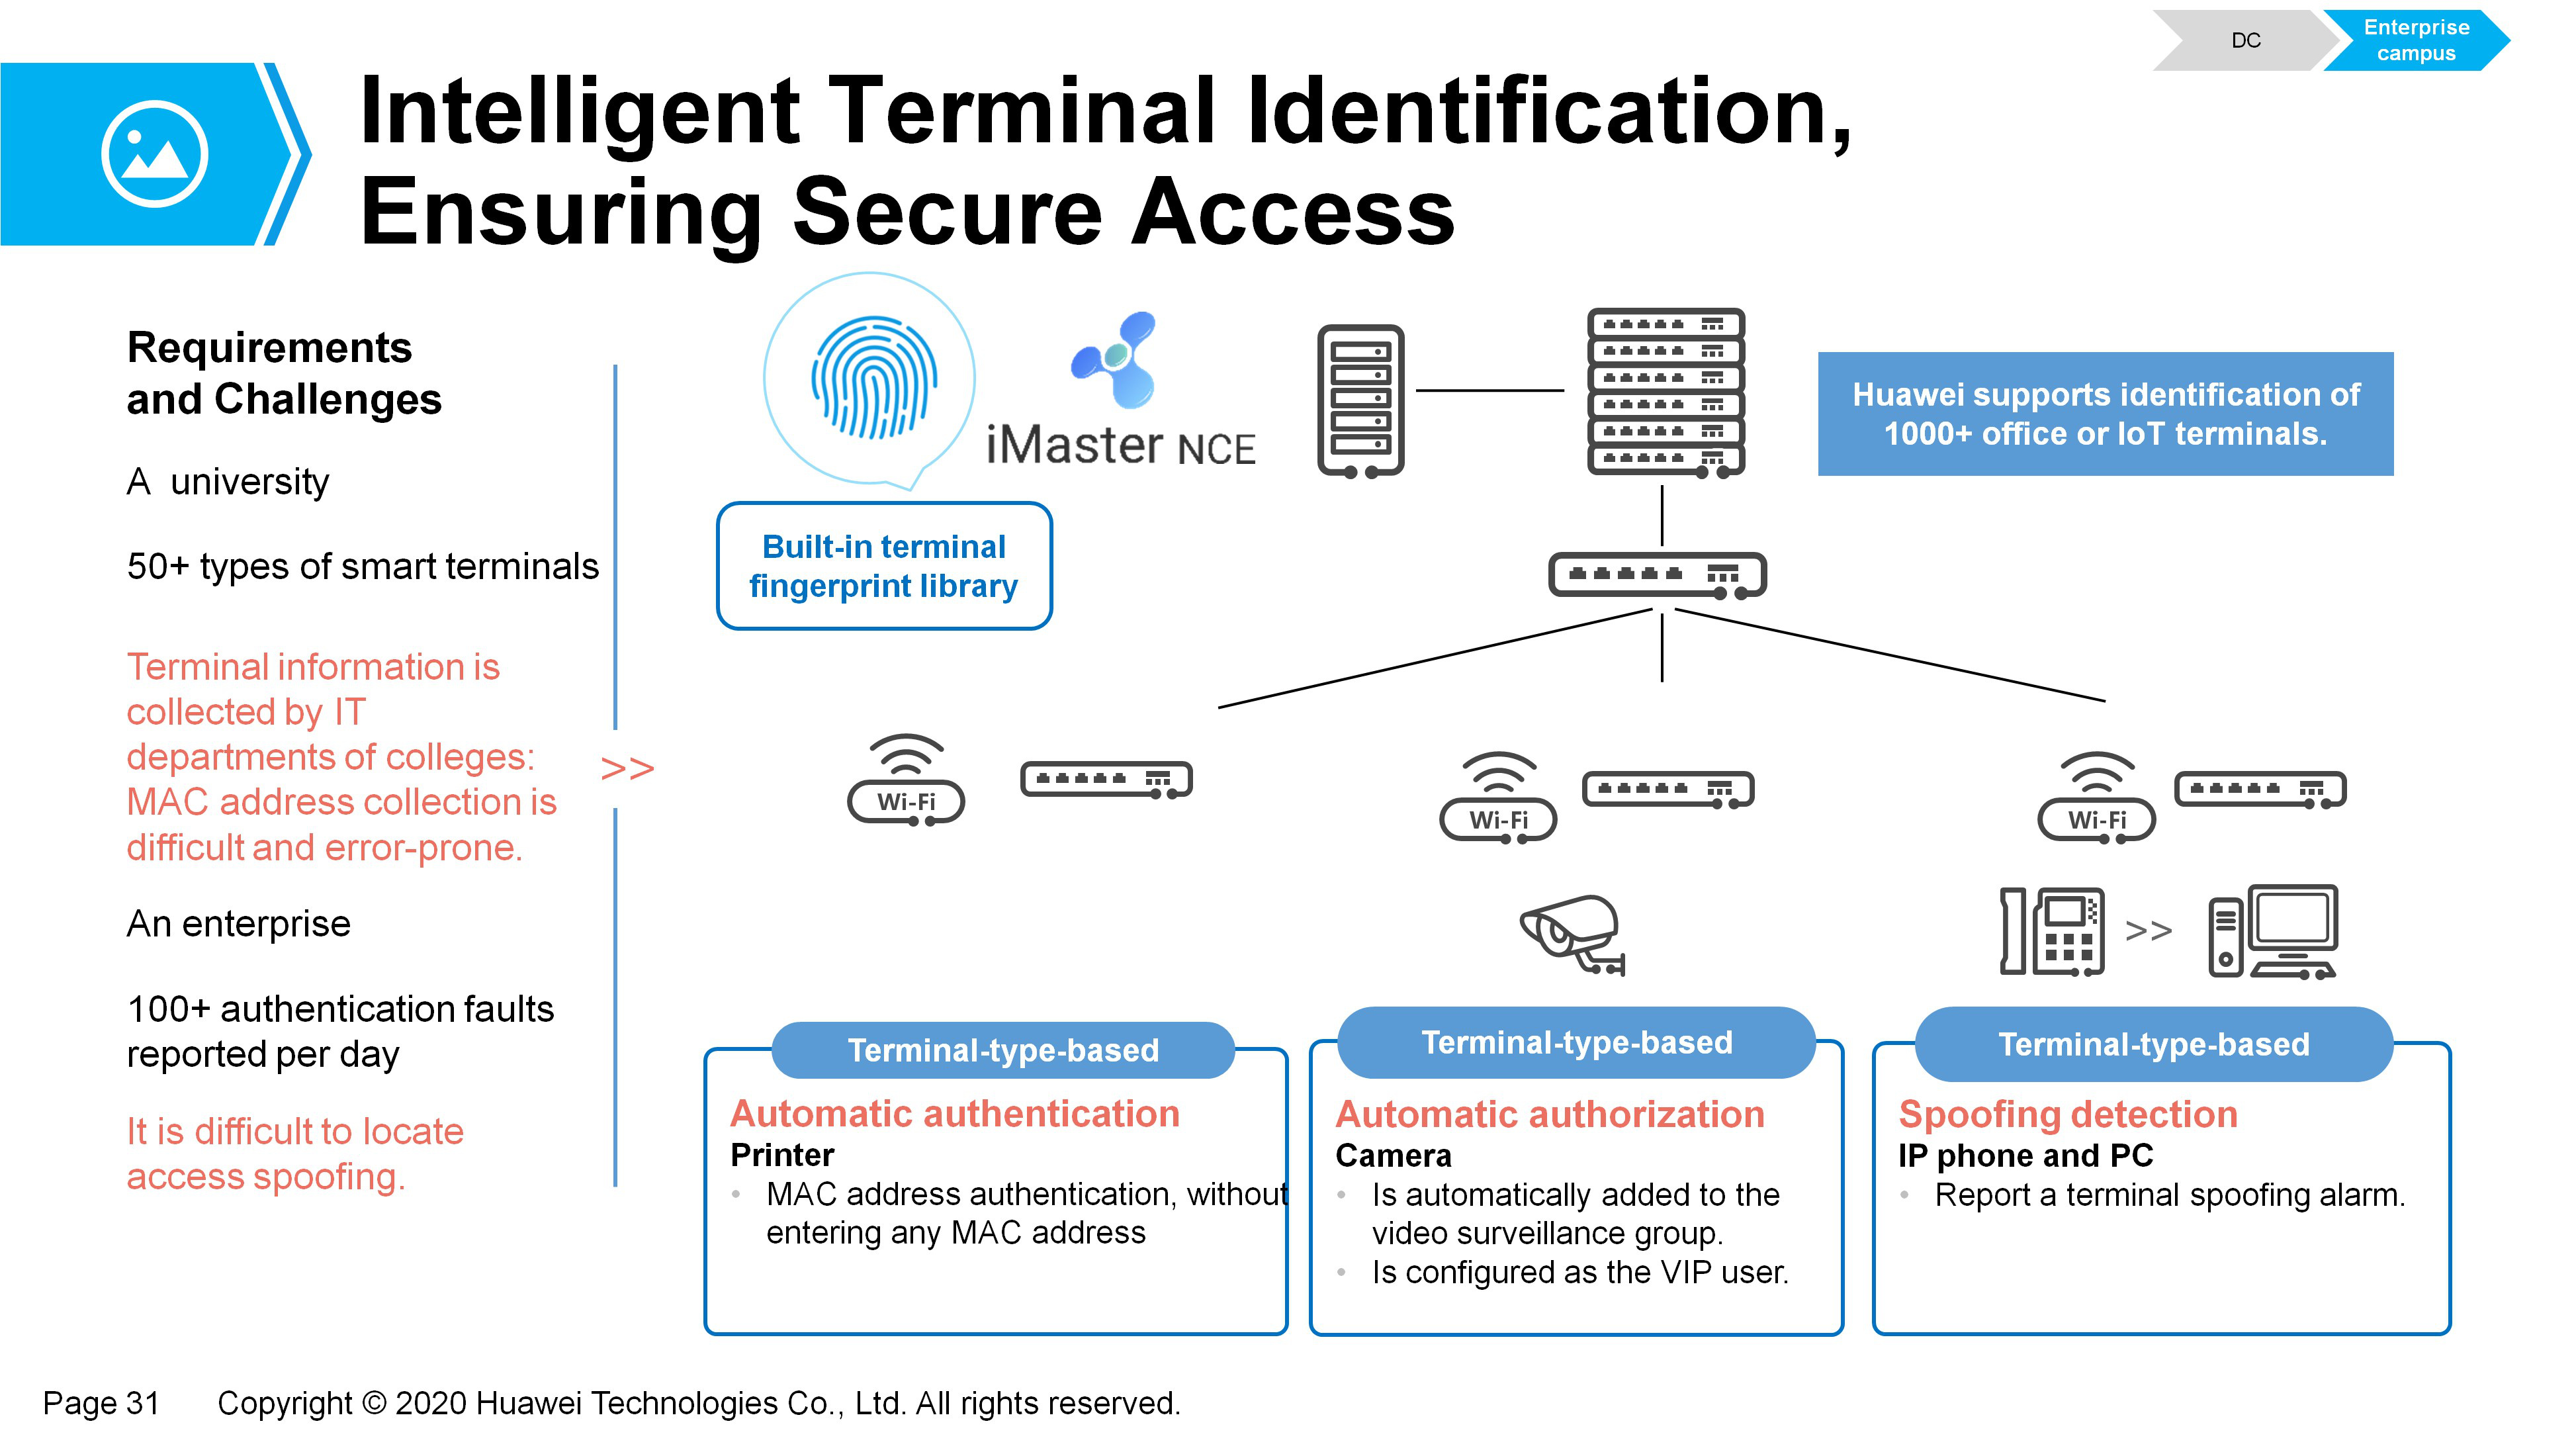 DC
Enterprise
campus
Intelligent Terminal Identification,
Ensuring Secure Access
Requirements
and Challenges
A university
50+ types of smart terminals
Terminal information is
collected by IT
departments of colleges:
MAC address collection is
difficult and error-prone.
An enterprise
100+ authentication faults
reported per day
It is difficult to locate
access spoofing.
>>
iMaster NCE
Built-in terminal
fingerprint library
Huawei supports identification of
1000+ office or IoT terminals.
Wi-Fi
Wi-Fi
Wi-Fi
>>
Terminal-type-based
Automatic authentication
Printer
• MAC address authentication, without
entering any MAC address
Terminal-type-based
Automatic authorization
Camera
• Is automatically added to the
video surveillance group.
• Is configured as the VIP user.
Terminal-type-based
Spoofing detection
IP phone and PC
• Report a terminal spoofing alarm.
Page 31 Copyright © 2020 Huawei Technologies Co., Ltd. All rights reserved.